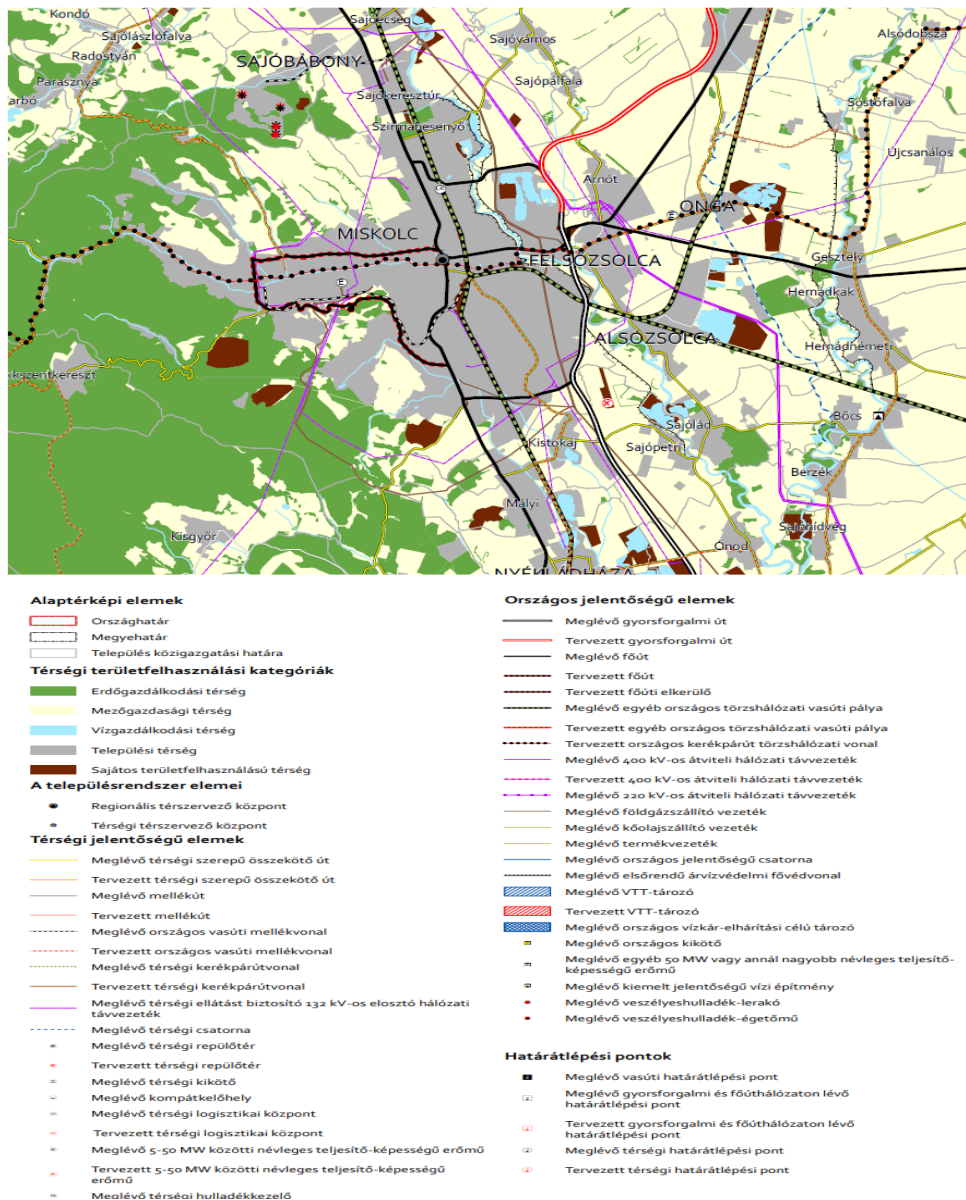 Kondó
Sajólászlófalva
Radostyán
Parasznya
arbó
SAJÓBÁBONY
Sajóecseg
Sajóvámos
Sajópálfala
Sajókeresztúr
Szirmabesenyő
Alsódobsza
Sóstófalva
Újcsanálos
Arnót
ONGA
MISKOLC
FELSŐZSOLCA
Gesztely
Hernádkak
ALSÓZSOLCA
Hernádnémeti
kkszentkereszt
Bőcs
Sajólád
Kistokaj
Sajópetri
Berzék
Mályi
Sajóhídvég
Kisgyőr
Ónod
NYÉKLÁDHÁZA
Alaptérképi elemek
Országhatár
Megyehatár
Település közigazgatási határa
Térségi területfelhasználási kategóriák
Erdőgazdálkodási térség
Mezőgazdasági térség
Vízgazdálkodási térség
Települési térség
Sajátos területfelhasználású térség
A településrendszer elemei
Regionális térszervező központ
Térségi térszervező központ
Térségi jelentőségű elemek
Meglévő térségi szerepű összekötő út
Tervezett térségi szerepű összekötő út
Meglévő mellékút
Tervezett mellékút
Meglévő országos vasúti mellékvonal
Tervezett országos vasúti mellékvonal
Meglévő térségi kerékpárútvonal
Tervezett térségi kerékpárútvonal
Meglévő térségi ellátást biztosító 132 kV-os elosztó hálózati
távvezeték
Meglévő térségi csatorna
Meglévő térségi repülőtér
Tervezett térségi repülőtér
Meglévő térségi kikötő
Meglévő kompátkelőhely
Meglévő térségi logisztikai központ
Tervezett térségi logisztikai központ
Meglévő 5-50 MW közötti névleges teljesítő-képességű erőmű
Tervezett 5-50 MW közötti névleges teljesítő-képességű
erőmű
Meglévő térségi hulladékkezelő
Országos jelentőségű elemek
Meglévő gyorsforgalmi út
Tervezett gyorsforgalmi út
Meglévő főút
Tervezett főút
Tervezett főúti elkerülő
Meglévő egyéb országos törzshálózati vasúti pálya
Tervezett egyéb országos törzshálózati vasúti pálya
Tervezett országos kerékpárút törzshálózati vonal
Meglévő 400 kV-os átviteli hálózati távvezeték
Tervezett 400 kV-os átviteli hálózati távvezeték
Meglévő 220 kV-os átviteli hálózati távvezeték
Meglévő földgázszállító vezeték
Meglévő kőolajszállító vezeték
Meglévő termékvezeték
Meglévő országos jelentőségű csatorna
Meglévő elsőrendű árvízvédelmi fővédvonal
Meglévő VTT-tározó
Tervezett VTT-tározó
Meglévő országos vízkár-elhárítási célú tározó
Meglévő országos kikötő
Meglévő egyéb 50 MW vagy annál nagyobb névleges teljesítő-
képességű erőmű
Meglévő kiemelt jelentőségű vízi építmény
Meglévő veszélyeshulladék-lerakó
Meglévő veszélyeshulladék-égetőmű
Határátlépési pontok
Meglévő vasúti határátlépési pont
Meglévő gyorsforgalmi és főúthálózaton lévő
határátlépési pont
Tervezett gyorsforgalmi és főúthálózaton lévő
határátlépési pont
Meglévő térségi határátlépési pont
Tervezett térségi határátlépési pont